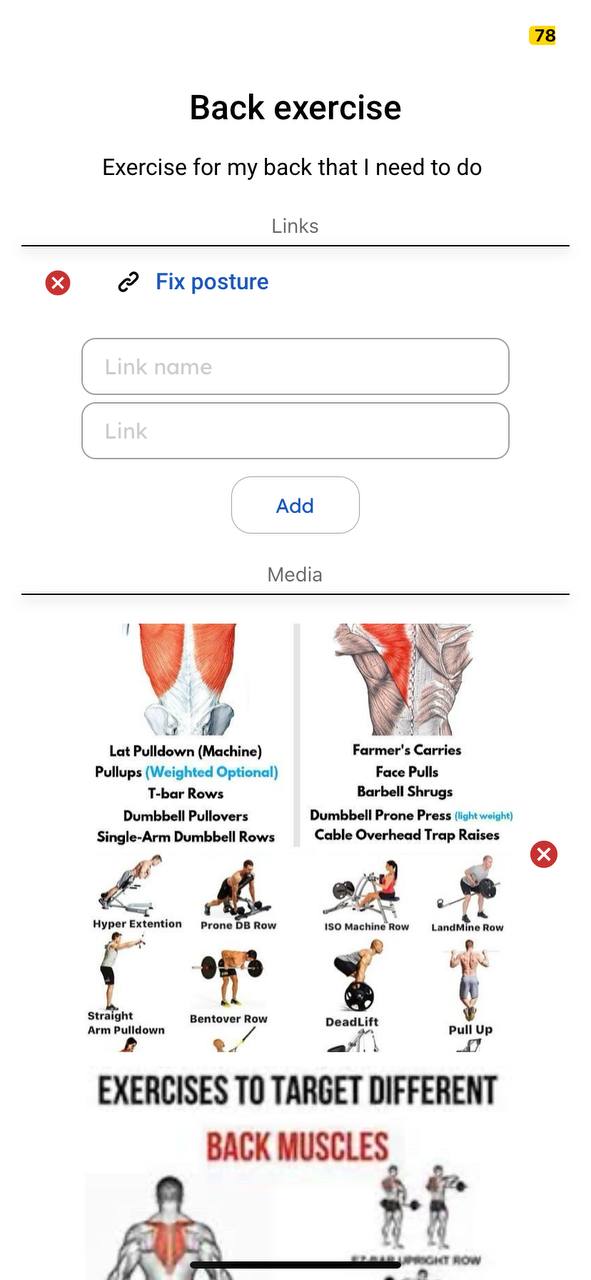 78
Back exercise
Exercise for my back that I need to do
Links
Fix posture
Link name
Link
Add
Media
Lat Pulldown (Machine)
Pullups (Weighted Optional)
T-bar Rows
Dumbbell Pullovers
Single-Arm Dumbbell Rows
Farmer's Carries
Face Pulls
Barbell Shrugs
Dumbbell Prone Press (light weight)
Cable Overhead Trap Raises
Hyper Extention
Prone DB Row
ISO Machine Row
LandMine Row
Straight
Arm Pulldown
Bentover Row
DeadLift
Pull Up
EXERCISES TO TARGET DIFFERENT
BACK MUSCLES
EZ-BAR UPRIGHT ROW